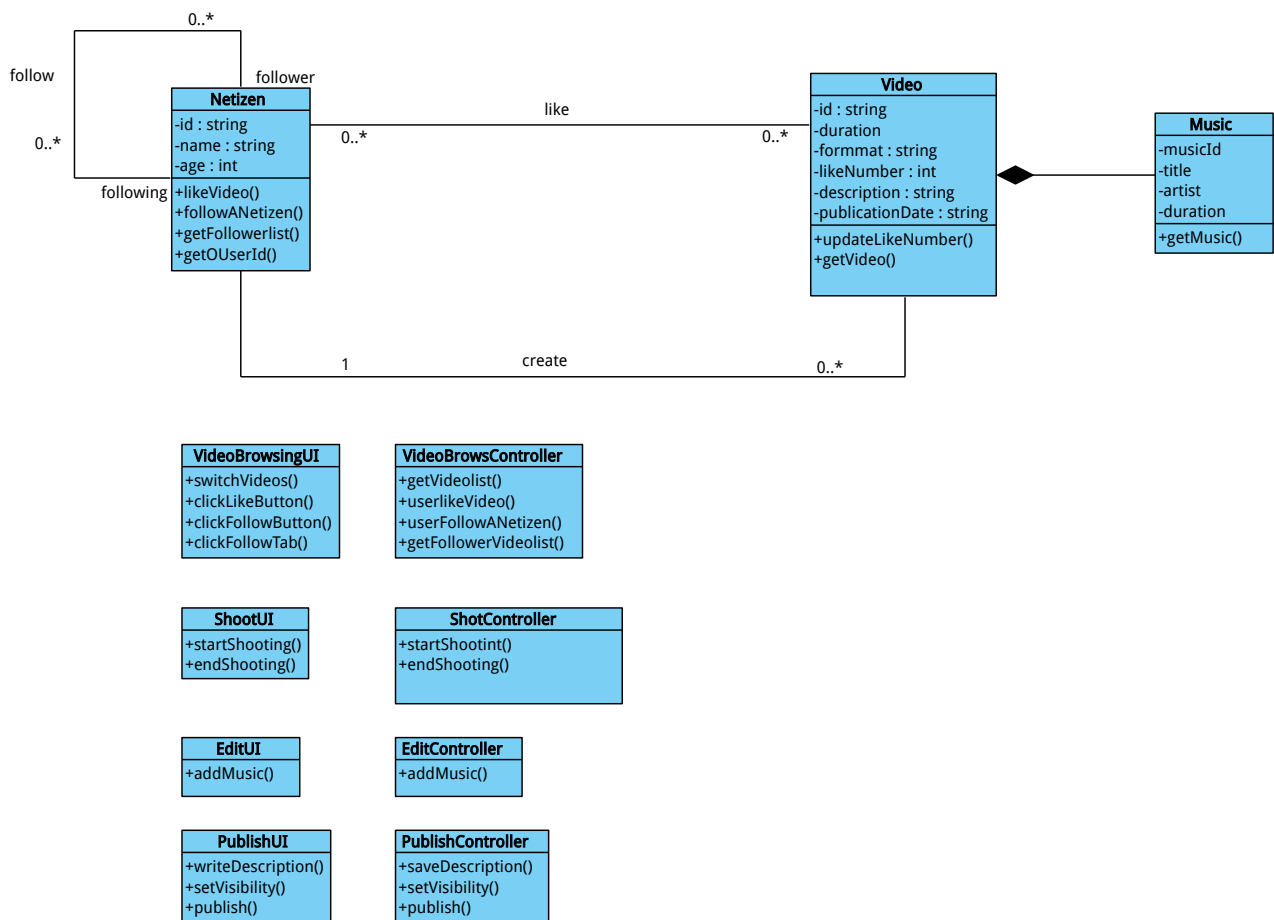 0..*
follow
follower
0..*
following
Netizen
-id : string
-name : string
-age : int
+likeVideo()
+followANetizen()
+getFollowerlist()
+getOUserId()
like
0..*
0..*
Video
-id : string
-duration
-formmat : string
-likeNumber : int
-description : string
-publicationDate : string
+updateLikeNumber()
+getVideo()
Music
-musicId
-title
-artist
-duration
+getMusic()
1
create
0..*
VideoBrowsingUI
+switchVideos()
+clickLikeButton()
+clickFollowButton()
+clickFollowTab()
VideoBrowsController
+getVideolist()
+userlikeVideo()
+userFollowANetizen()
+getFollowerVideolist()
ShootUI
+startShooting()
+endShooting()
ShotController
+startShootint()
+endShooting()
EditUI
+addMusic()
EditController
+addMusic()
PublishUI
+writeDescription()
+setVisibility()
+publish()
PublishController
+saveDescription()
+setVisibility()
+publish()